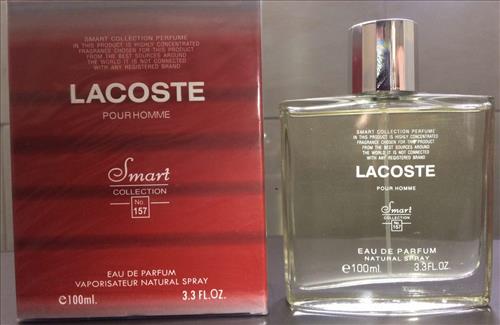 SMART COLLECTION PERFUME
IN THIS PRODUCT IS HIGHLY CONCENTRATED
FRAGRANCE CHOSEN FOR THIS PRODUCT
FROM THE BEST SOURCES AROUND
THE WORLD IT IS NOT CONNECTED
WITH ANY REGISTERED BRAND
LACOSTE
POUR HOMME
Smart
COLLECTION
No.
157
EAU DE PARFUM
VAPORISATEUR NATURAL SPRAY
℮100ml. 3.3 FL.OZ.
SMART COLLECTION PERFUME
IN THIS PRODUCT IS HIGHLY CONCENTRATED
FRAGRANCE CHOSEN FOR THIS PRODUCT
FROM THE BEST SOURCES AROUND
THE WORLD IT IS NOT CONNECTED
WITH ANY REGISTERED BRAND
LACOSTE
POUR HOMME
Smart
COLLECTION
No.
157
EAU DE PARFUM
NATURAL SPRAY
℮100ml. 3.3 FL.OZ.